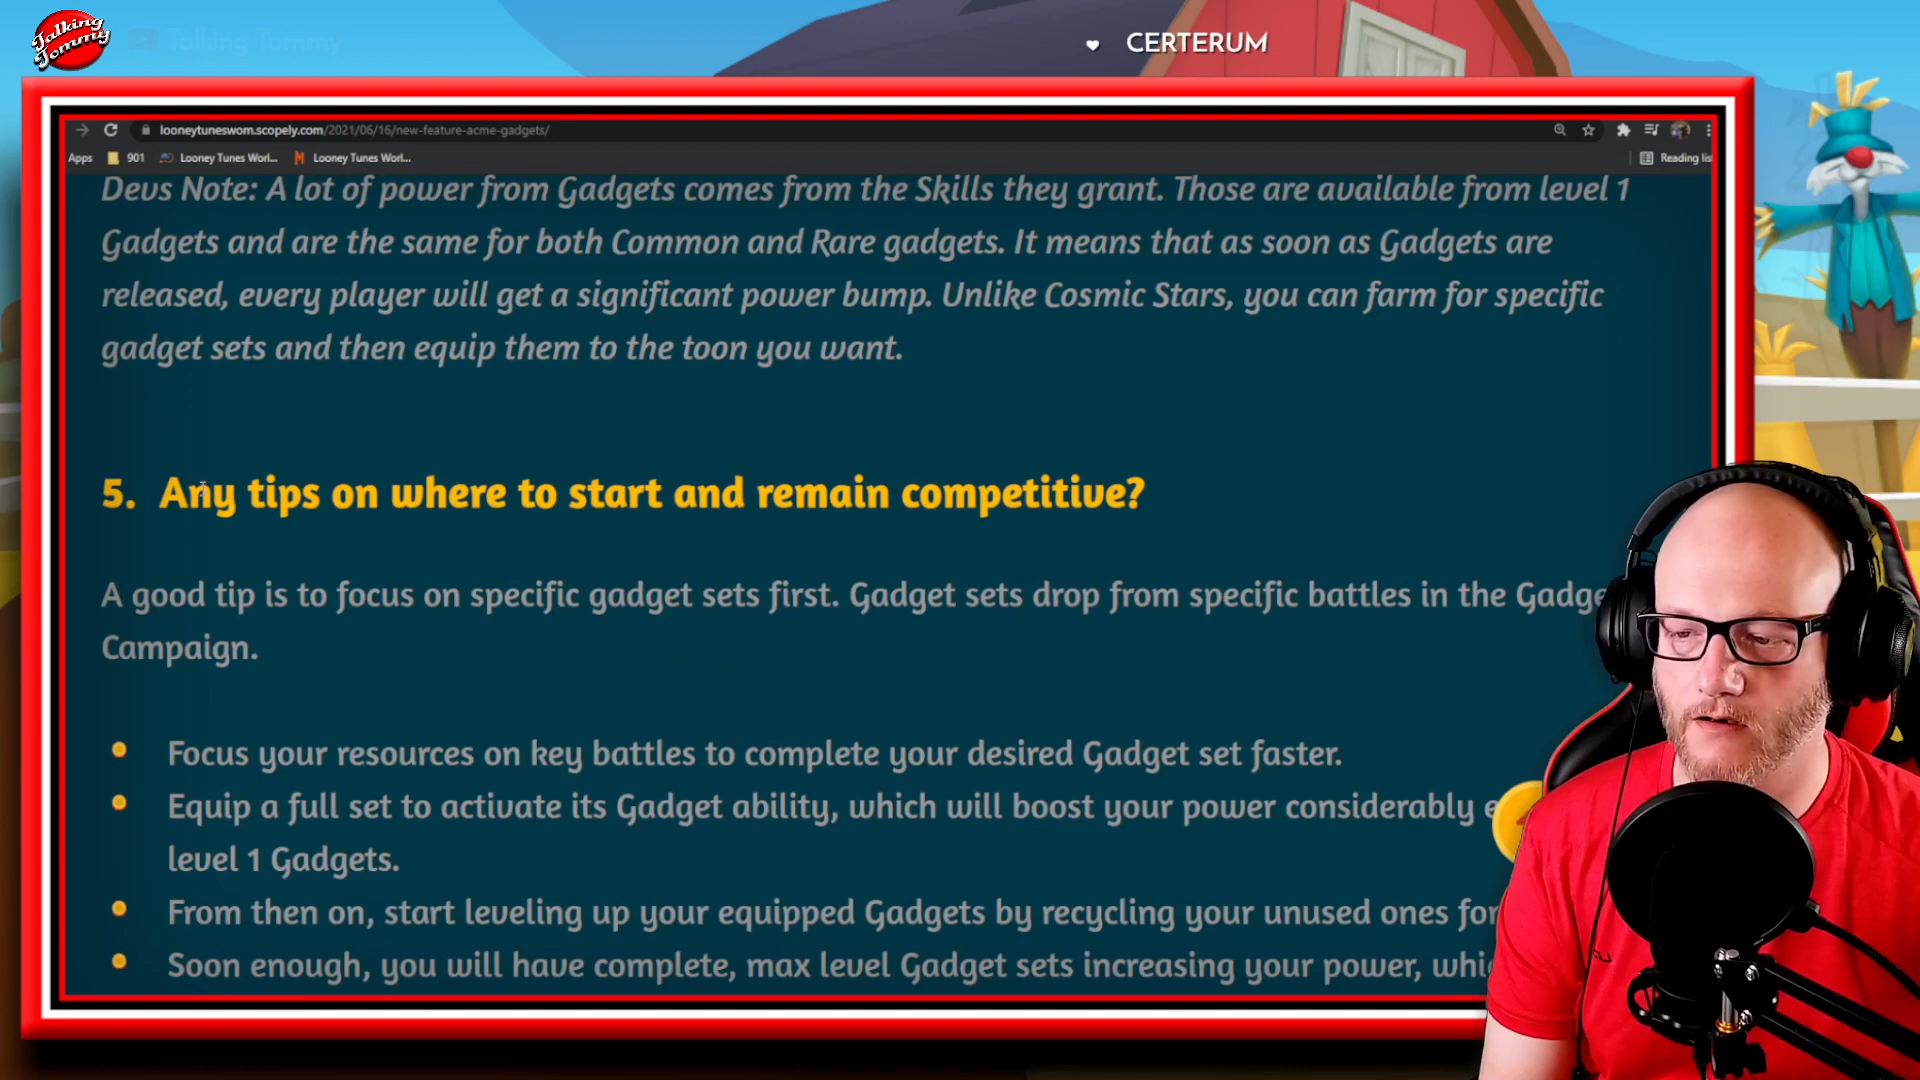 Talking
Tommy
Talking Tommy
CERTERUM
looneytuneswom.scopely.com/2021/06/16/new-feature-acme-gadgets/
Apps 901 Looney Tunes Worl... Looney Tunes Worl... Reading lis
Devs Note: A lot of power from Gadgets comes from the Skills they grant. Those are available from level 1
Gadgets and are the same for both Common and Rare gadgets. It means that as soon as Gadgets are
released, every player will get a significant power bump. Unlike Cosmic Stars, you can farm for specific
gadget sets and then equip them to the toon you want.
5. Any tips on where to start and remain competitive?
A good tip is to focus on specific gadget sets first. Gadget sets drop from specific battles in the Gadge
Campaign.
Focus your resources on key battles to complete your desired Gadget set faster.
Equip a full set to activate its Gadget ability, which will boost your power considerably e
level 1 Gadgets.
From then on, start leveling up your equipped Gadgets by recycling your unused ones for
Soon enough, you will have complete, max level Gadget sets increasing your power, whi